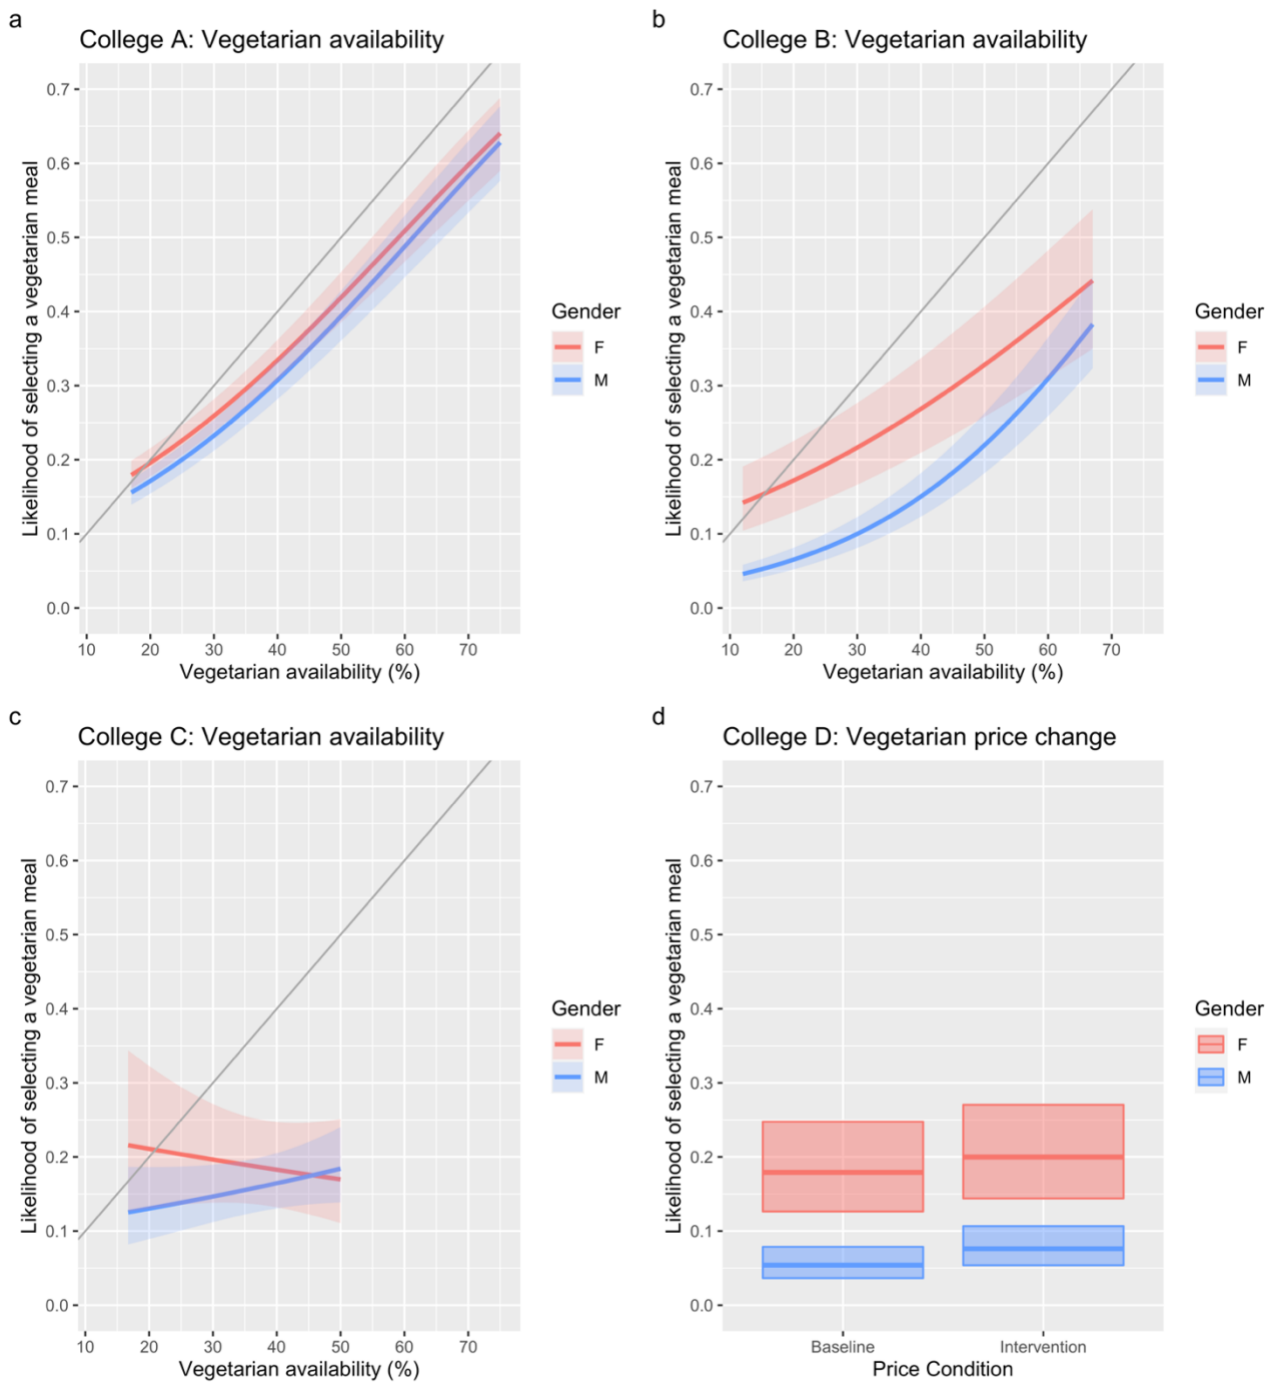 a
College A: Vegetarian availability
Likelihood of selecting a vegetarian meal
0.7
0.6
0.5
0.4
0.3
0.2
0.1
0.0
10 20 30 40 50 60 70
Vegetarian availability (%)
Gender
F
M
b
College B: Vegetarian availability
Likelihood of selecting a vegetarian meal
0.7
0.6
0.5
0.4
0.3
0.2
0.1
0.0
10 20 30 40 50 60 70
Vegetarian availability (%)
Gender
F
M
c
College C: Vegetarian availability
Likelihood of selecting a vegetarian meal
0.7
0.6
0.5
0.4
0.3
0.2
0.1
0.0
10 20 30 40 50 60 70
Vegetarian availability (%)
Gender
F
M
d
College D: Vegetarian price change
Likelihood of selecting a vegetarian meal
0.7
0.6
0.5
0.4
0.3
0.2
0.1
0.0
Baseline Intervention
Price Condition
Gender
F
M